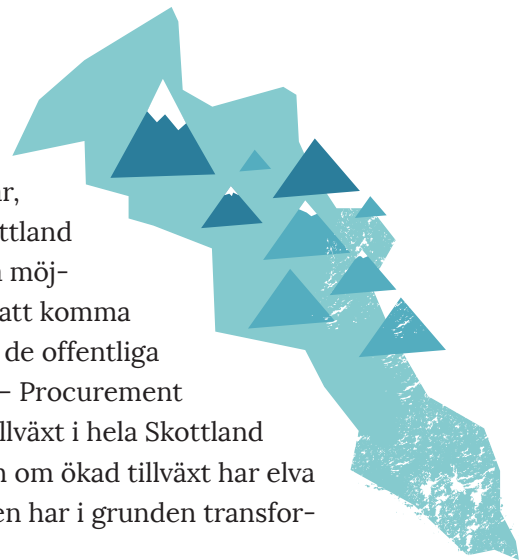 r,
ttland
möj-
att komma
de offentliga
– Procurement
llväxt i hela Skottland
n om ökad tillväxt har elva
en har i grunden transfor-